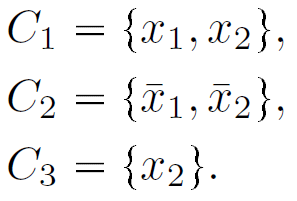 C₁ = {x₁, x₂},
C₂ = {x̄₁, x̄₂},
C₃ = {x₂}.